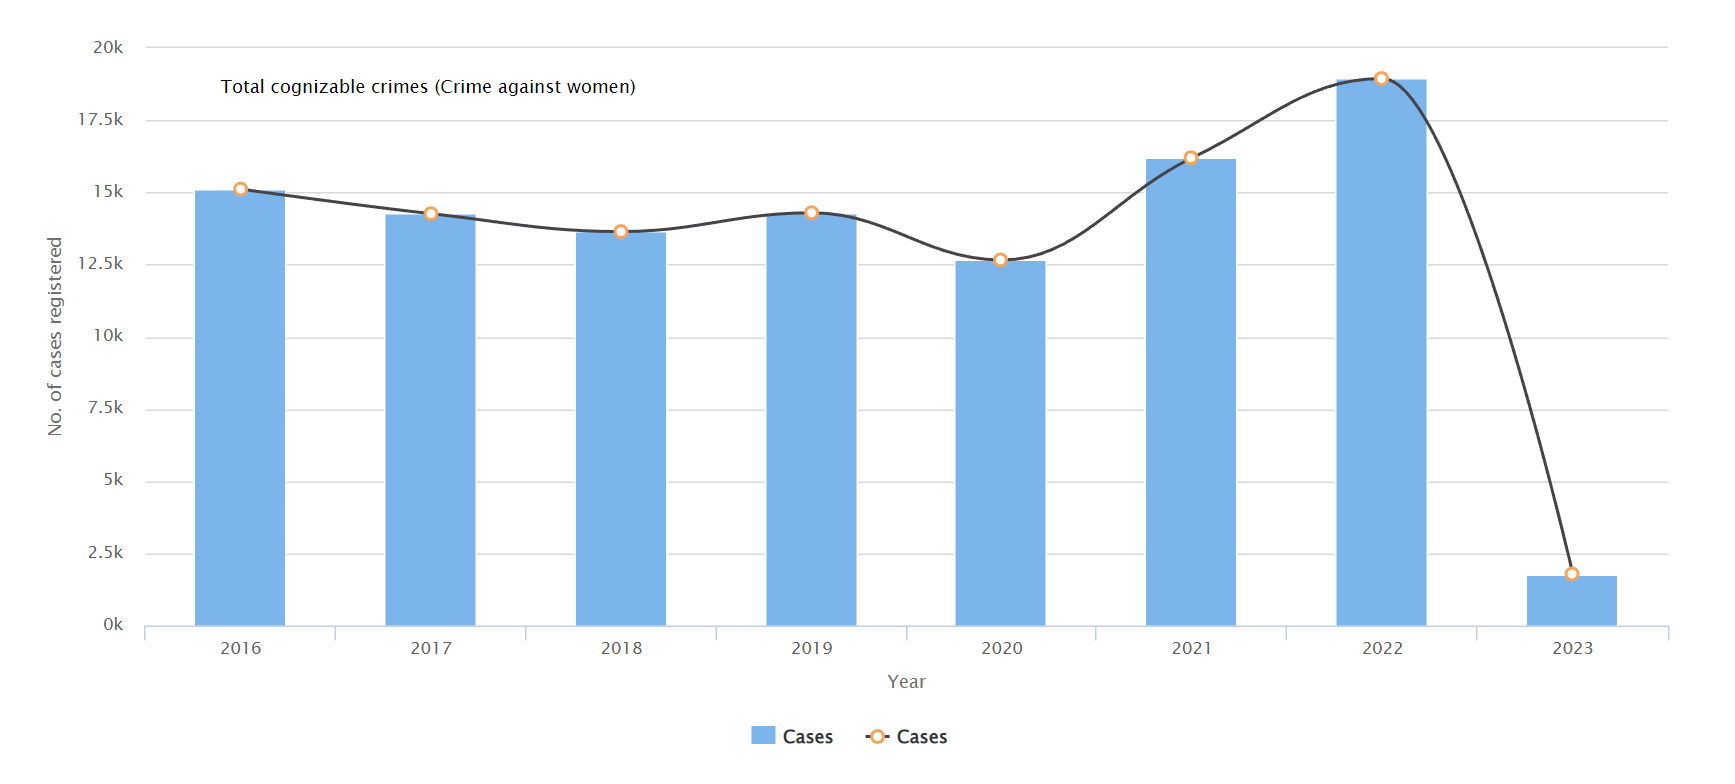 Total cognizable crimes (Crime against women)
No. of cases registered
20k
17.5k
15k
12.5k
10k
7.5k
5k
2.5k
0k
2016 2017 2018 2019 2020 2021 2022 2023
Year
Cases Cases